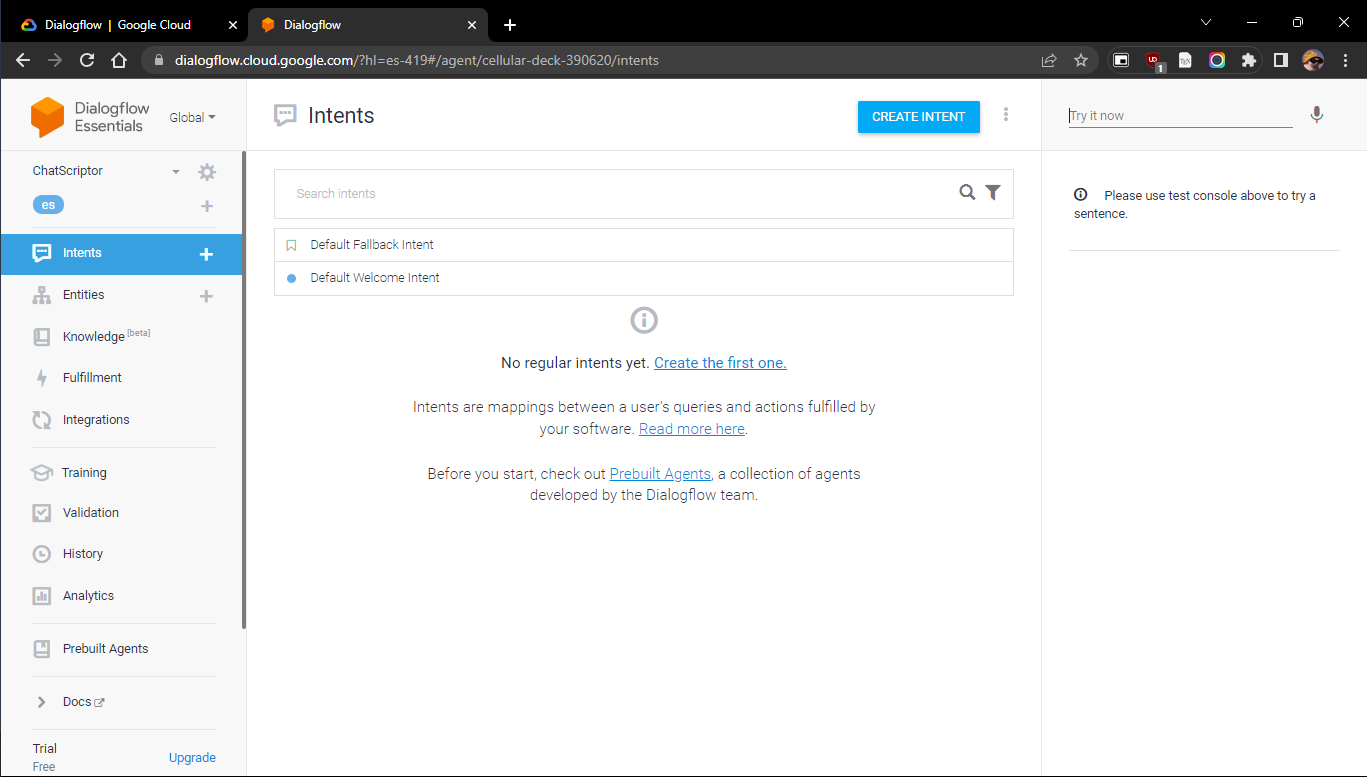 Dialogflow | Google Cloud
Dialogflow
dialogflow.cloud.google.com/?hl=es-419#/agent/cellular-deck-390620/intents
1
Dialogflow
Essentials
Global
ChatScriptor
es
Intents
Entities
Knowledge [beta]
Fulfillment
Integrations
Training
Validation
History
Analytics
Prebuilt Agents
Docs
Trial
Free
Upgrade
Intents
CREATE INTENT
Search intents
Default Fallback Intent
Default Welcome Intent
No regular intents yet. Create the first one.
Intents are mappings between a user's queries and actions fulfilled by
your software. Read more here.
Before you start, check out Prebuilt Agents, a collection of agents
developed by the Dialogflow team.
Try it now
Please use test console above to try a
sentence.